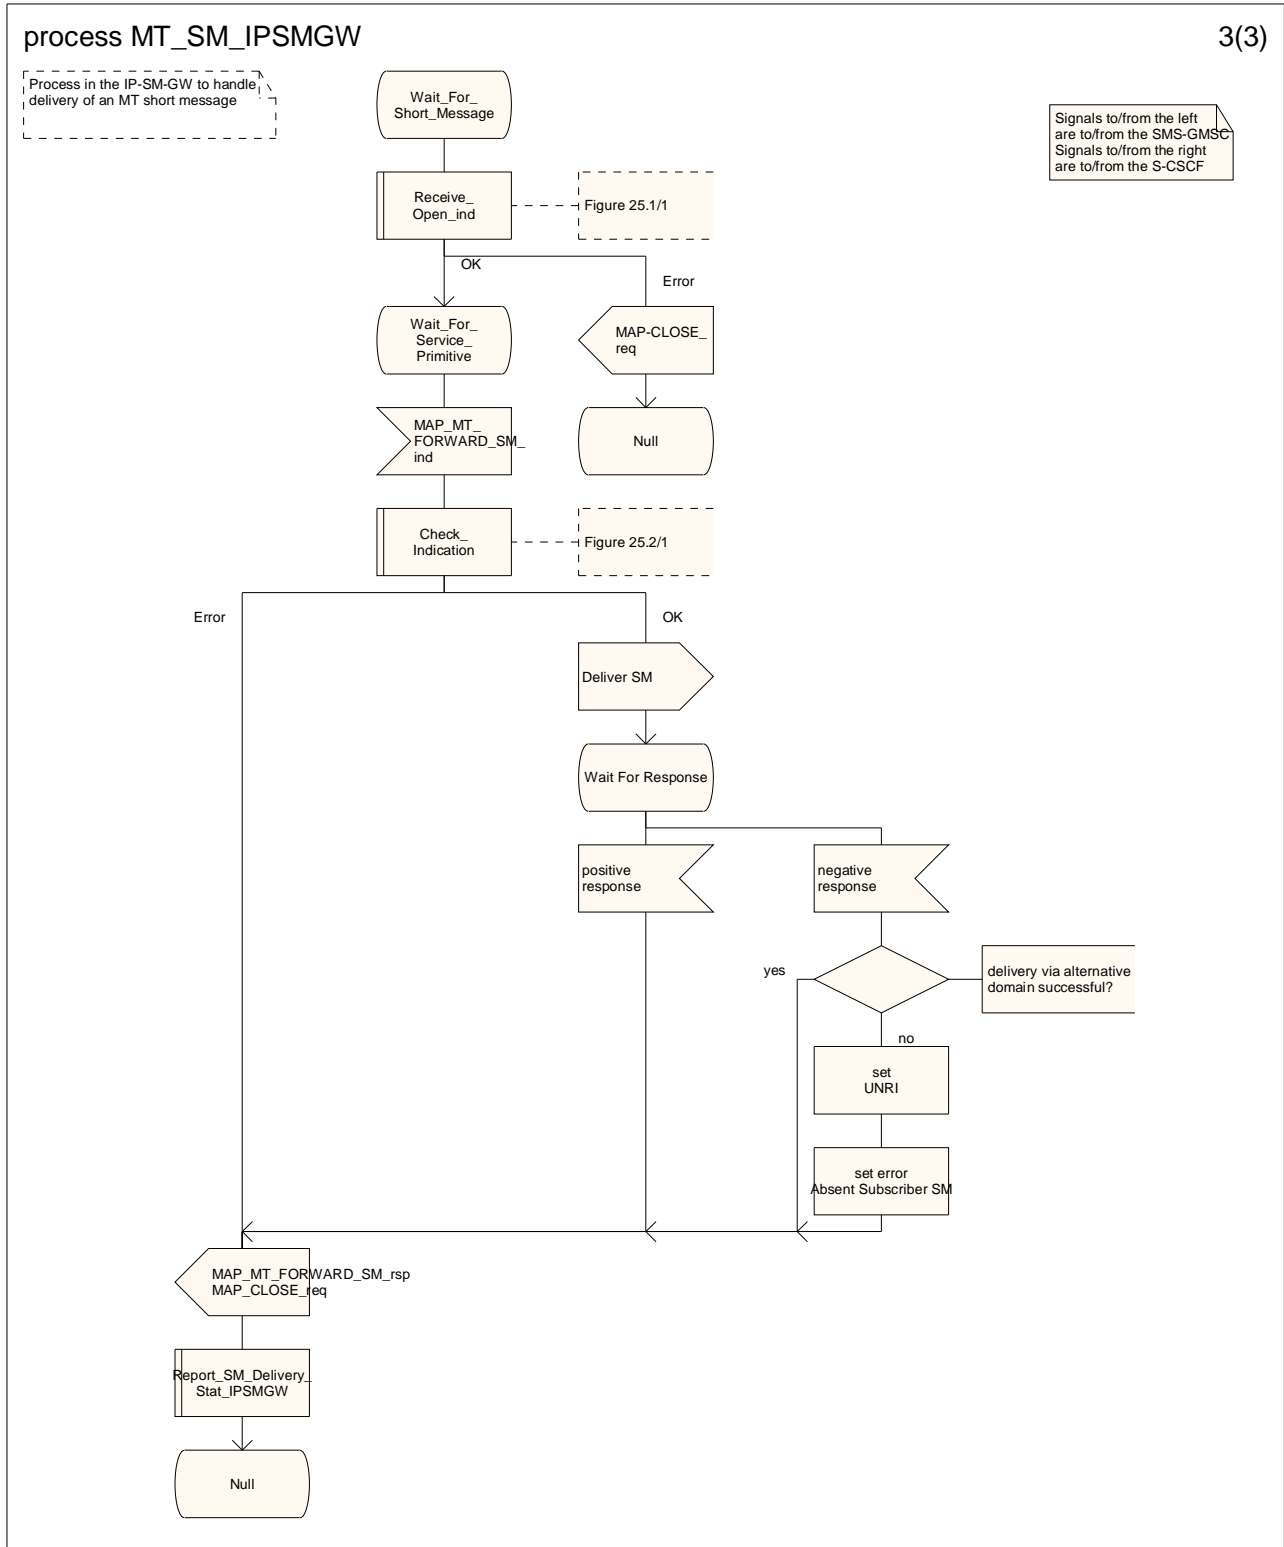 process MT_SM_IPSMGW
3(3)
Process in the IP-SM-GW to handle
delivery of an MT short message
Wait_For_
Short_Message
Signals to/from the left
are to/from the SMS-GMSC
Signals to/from the right
are to/from the S-CSCF
Receive_
Open_ind
Figure 25.1/1
OK
Error
Wait_For_
Service_
Primitive
MAP-CLOSE_
req
MAP_MT_
FORWARD_SM_
ind
Null
Check_
Indication
Figure 25.2/1
Error
OK
Deliver SM
Wait For Response
positive
response
negative
response
yes
delivery via alternative
domain successful?
no
set
UNRI
set error
Absent Subscriber SM
MAP_MT_FORWARD_SM_rsp
MAP_CLOSE_req
Report_SM_Delivery_
Stat_IPSMGW
Null